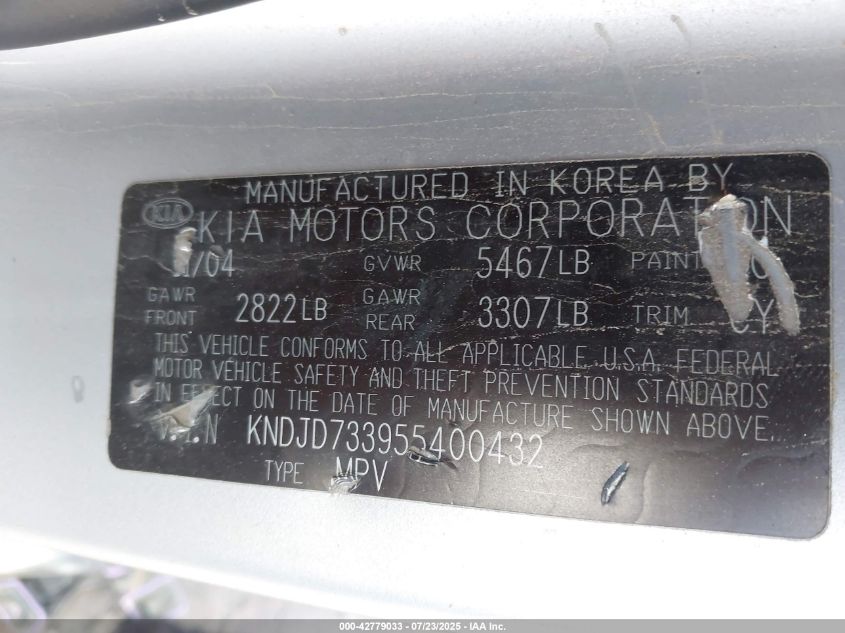 MANUFACTURED IN KOREA BY
KIA
KIA MOTORS CORPORATION
/04 GVWR 5467LB PAINT
GAWR FRONT 2822LB GAWR REAR 3307LB TRIM
THIS VEHICLE CONFORMS TO ALL APPLICABLE U.S.A. FEDERAL
MOTOR VEHICLE SAFETY AND THEFT PREVENTION STANDARDS
IN EFFECT ON THE DATE OF MANUFACTURE SHOWN ABOVE.
V.I.N KNDJD733955400432
TYPE MPV
000-42779033 - 07/23/2025 - IAA Inc.